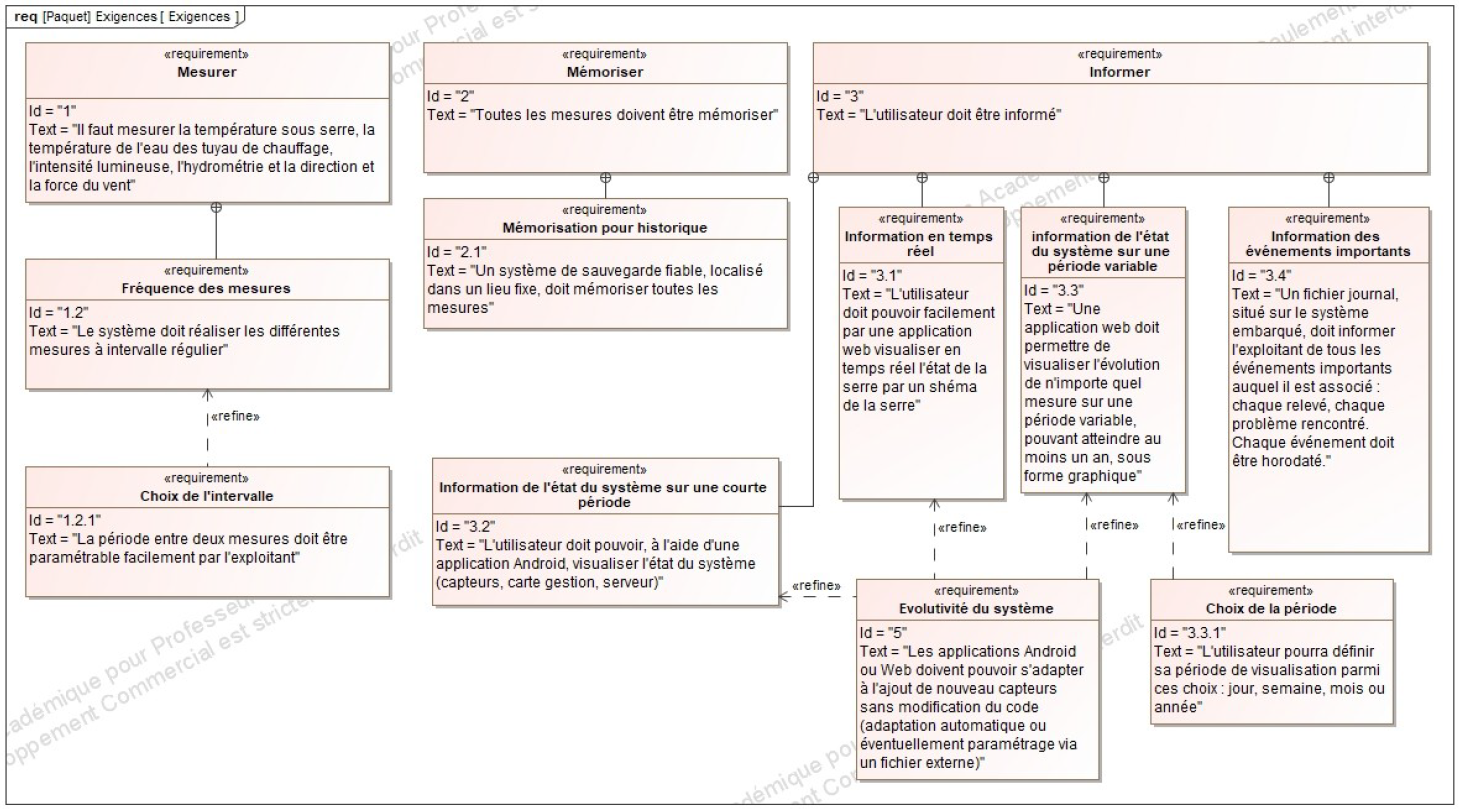 req [Paquet] Exigences [ Exigences ]
«requirement»
Mesurer
Id = "1"
Text = "Il faut mesurer la température sous serre, la
température de l'eau des tuyau de chauffage,
l'intensité lumineuse, l'hydrométrie et la direction et
la force du vent"
«requirement»
Mémoriser
Id = "2"
Text = "Toutes les mesures doivent être mémoriser"
«requirement»
Informer
Id = "3"
Text = "L'utilisateur doit être informé"
«requirement»
Fréquence des mesures
Id = "1.2"
Text = "Le système doit réaliser les différentes
mesures à intervalle régulier"
«refine»
«requirement»
Choix de l'intervalle
Id = "1.2.1"
Text = "La période entre deux mesures doit être
paramétrable facilement par l'exploitant"
«requirement»
Mémorisation pour historique
Id = "2.1"
Text = "Un système de sauvegarde fiable, localisé
dans un lieu fixe, doit mémoriser toutes les
mesures"
«requirement»
Information en temps
réel
Id = "3.1"
Text = "L'utilisateur
doit pouvoir facilement
par une application
web visualiser en
temps réel l'état de la
serre par un shéma
de la serre"
«requirement»
information de l'état
du système sur une
période variable
Id = "3.3"
Text = "Une
application web doit
permettre de
visualiser l'évolution
de n'importe quel
mesure sur une
période variable,
pouvant atteindre au
moins un an, sous
forme graphique"
«requirement»
Information des
événements importants
Id = "3.4"
Text = "Un fichier journal,
situé sur le système
embarqué, doit informer
l'exploitant de tous les
événements importants
auquel il est associé :
chaque relevé, chaque
problème rencontré.
Chaque événement doit
être horodaté."
«requirement»
Information de l'état du système sur une courte
période
Id = "3.2"
Text = "L'utilisateur doit pouvoir, à l'aide d'une
application Android, visualiser l'état du système
(capteurs, carte gestion, serveur)"
«refine»
«refine»
«refine»
«refine»
«requirement»
Evolutivité du système
Id = "5"
Text = "Les applications Android
ou Web doivent pouvoir s'adapter
à l'ajout de nouveau capteurs
sans modification du code
(adaptation automatique ou
éventuellement paramétrage via
un fichier externe)"
«requirement»
Choix de la période
Id = "3.3.1"
Text = "L'utilisateur pourra définir
sa période de visualisation parmi
ces choix : jour, semaine, mois ou
année"